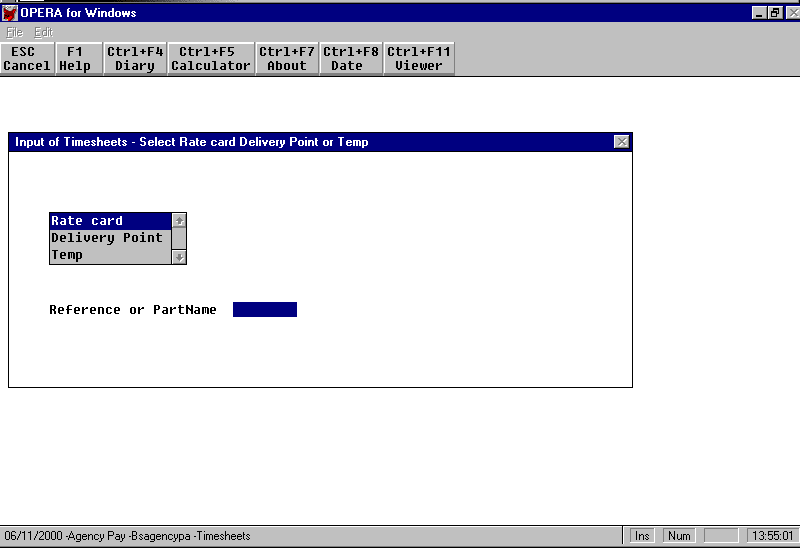 OPERA for Windows
File Edit
ESC F1 Ctrl+F4 Ctrl+F5 Ctrl+F7 Ctrl+F8 Ctrl+F11
Cancel Help Diary Calculator About Date Viewer
Input of Timesheets - Select Rate card Delivery Point or Temp
Rate card
Delivery Point
Temp
Reference or PartName
06/11/2000 -Agency Pay -Bsagencypa -Timesheets Ins Num 13:55:01